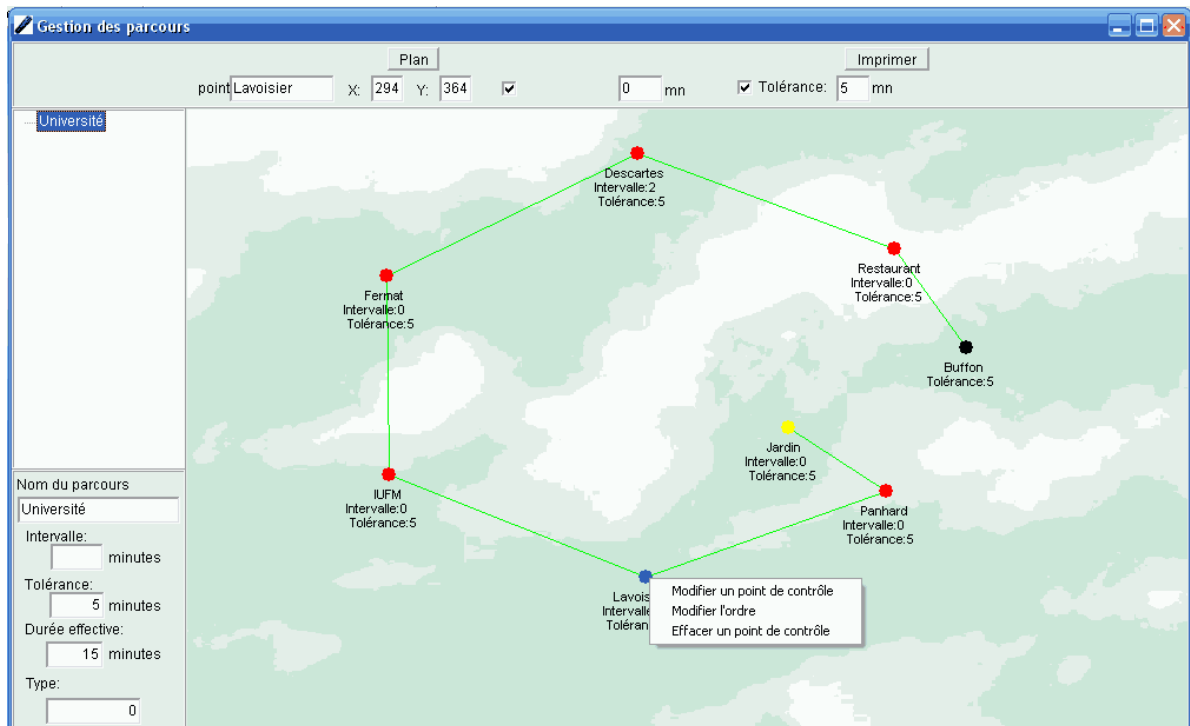 Gestion des parcours
Plan
Imprimer
point Lavoisier X: 294 Y: 364 0 mn Tolérance: 5 mn
Université
Descartes
Intervalle:2
Tolérance:5
Restaurant
Intervalle:0
Tolérance:5
Fermat
Intervalle:0
Tolérance:5
Buffon
Tolérance:5
Jardin
Intervalle:0
Tolérance:5
IUFM
Intervalle:0
Tolérance:5
Panhard
Intervalle:0
Tolérance:5
Lavois
Intervalle
Toléran
Modifier un point de contrôle
Modifier l'ordre
Effacer un point de contrôle
Nom du parcours
Université
Intervalle:
minutes
Tolérance:
5 minutes
Durée effective:
15 minutes
Type:
0